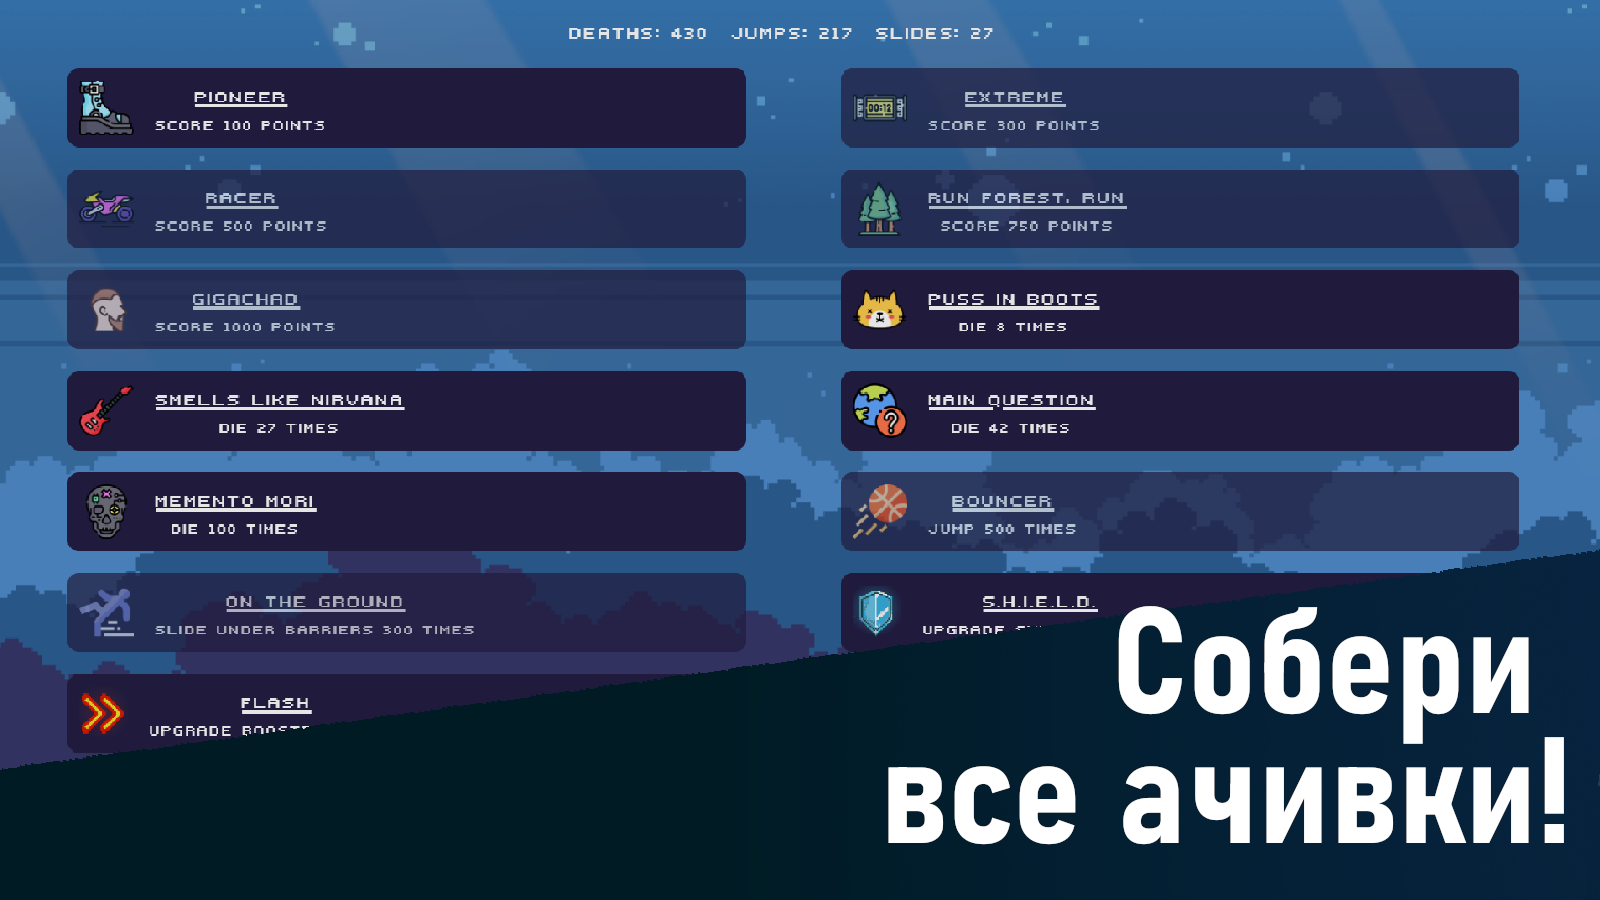 DEATHS: 430 JUMPS: 217 SLIDES: 27
PIONEER
SCORE 100 POINTS
EXTREME
SCORE 300 POINTS
00:12
RACER
SCORE 500 POINTS
RUN FOREST, RUN
SCORE 750 POINTS
GIGACHAD
SCORE 1000 POINTS
PUSS IN BOOTS
DIE 8 TIMES
SMELLS LIKE NIRVANA
DIE 27 TIMES
MAIN QUESTION
DIE 42 TIMES
?
MEMENTO MORI
DIE 100 TIMES
BOUNCER
JUMP 500 TIMES
ON THE GROUND
SLIDE UNDER BARRIERS 300 TIMES
S.H.I.E.L.D.
UPGRADE
FLASH
UPGRADE
Собери
все ачивки!